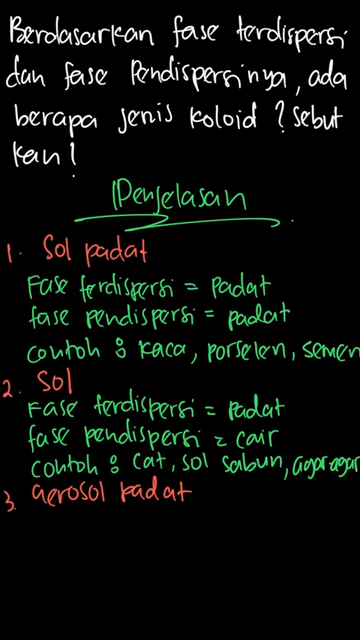 Berdasarkan fase terdispersi
dan fase Pendispersinya, ada
berapa jenis koloid ? Sebut
kan !
Penjelasan
1. Sol padat
Fase terdispersi = Padat
fase pendispersi = padat
contoh : kaca, porselen, semen
2. Sol
Fase terdispersi = Padat
fase pendispersi = cair
contoh : cat, sol sabun, agar agar
3. aerosol padat